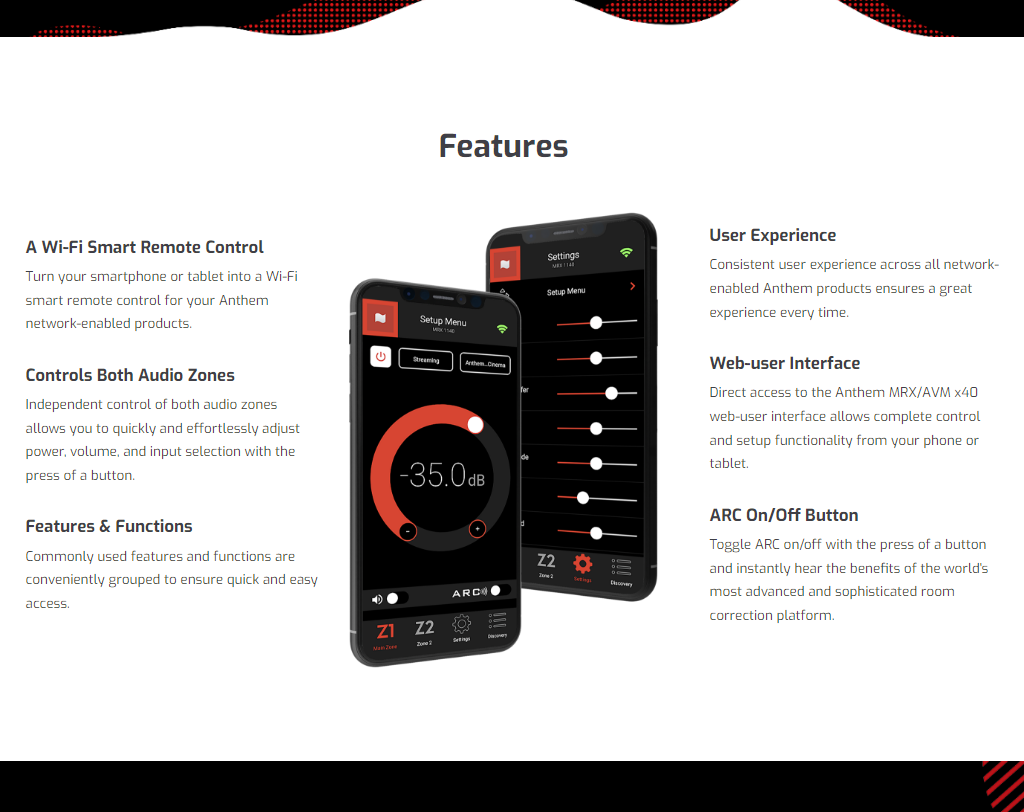 Features
A Wi-Fi Smart Remote Control
Turn your smartphone or tablet into a Wi-Fi
smart remote control for your Anthem
network-enabled products.
Controls Both Audio Zones
Independent control of both audio zones
allows you to quickly and effortlessly adjust
power, volume, and input selection with the
press of a button.
Features & Functions
Commonly used features and functions are
conveniently grouped to ensure quick and easy
access.
Setup Menu
MRX 1140
Streaming
Anthem...Cinema
-35.0dB
-
+
ARC
Z1
Main Zone
Z2
Zone 2
Settings
Discovery
Settings
MRX 1140
Setup Menu
fer
de
d
Z2
Zone 2
Settings
Discovery
User Experience
Consistent user experience across all network-
enabled Anthem products ensures a great
experience every time.
Web-user Interface
Direct access to the Anthem MRX/AVM x40
web-user interface allows complete control
and setup functionality from your phone or
tablet.
ARC On/Off Button
Toggle ARC on/off with the press of a button
and instantly hear the benefits of the world's
most advanced and sophisticated room
correction platform.